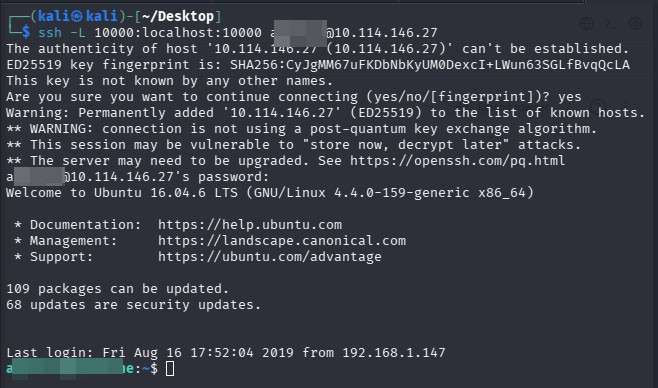 ┌──(kali㉿kali)-[~/Desktop]
└─$ ssh -L 10000:localhost:10000 a@10.114.146.27
The authenticity of host '10.114.146.27 (10.114.146.27)' can't be established.
ED25519 key fingerprint is: SHA256:CyJgMM67uFKDbNbKyUM0DexcI+LWun63SGLfBvqQcLA
This key is not known by any other names.
Are you sure you want to continue connecting (yes/no/[fingerprint])? yes
Warning: Permanently added '10.114.146.27' (ED25519) to the list of known hosts.
** WARNING: connection is not using a post-quantum key exchange algorithm.
** This session may be vulnerable to "store now, decrypt later" attacks.
** The server may need to be upgraded. See https://openssh.com/pq.html
a@10.114.146.27's password:
Welcome to Ubuntu 16.04.6 LTS (GNU/Linux 4.4.0-159-generic x86_64)
* Documentation: https://help.ubuntu.com
* Management: https://landscape.canonical.com
* Support: https://ubuntu.com/advantage
109 packages can be updated.
68 updates are security updates.
Last login: Fri Aug 16 17:52:04 2019 from 192.168.1.147
:~$